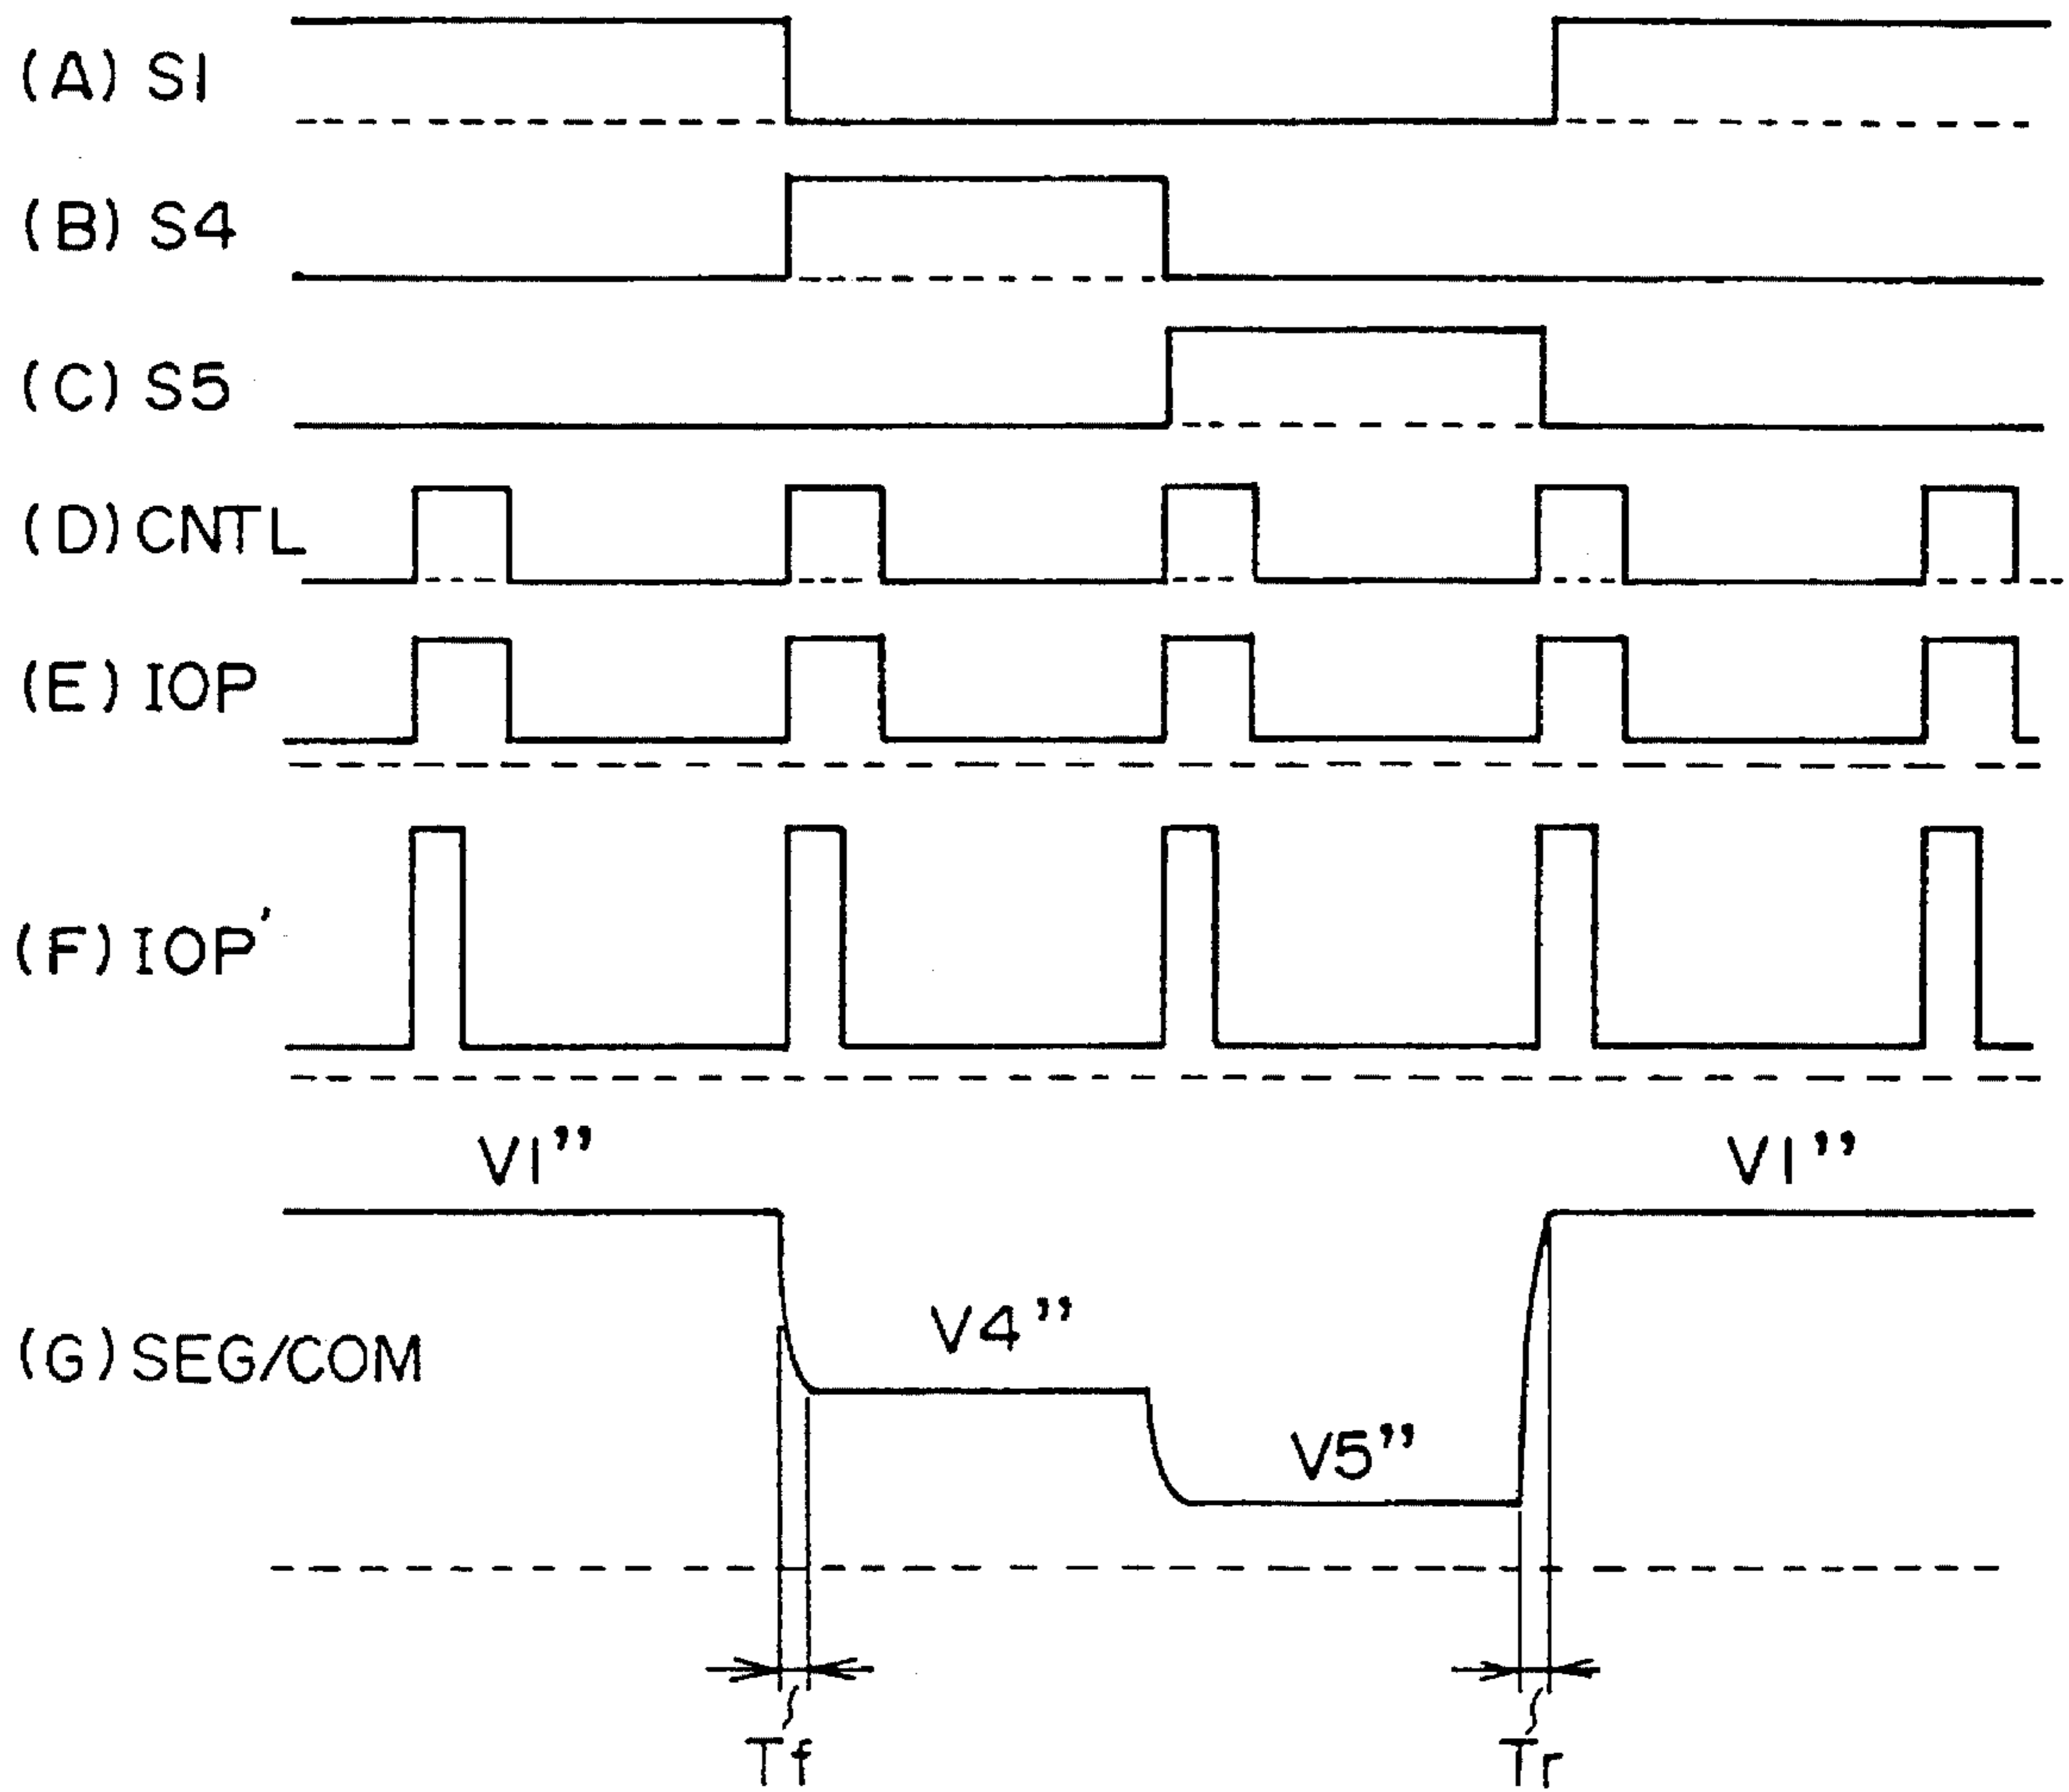 (A) S1
(B) S4
(C) S5
(D) CNTL
(E) IOP
(F) IOP'
V1” V1”
V4”
(G) SEG/COM
V5”
Tf Tr